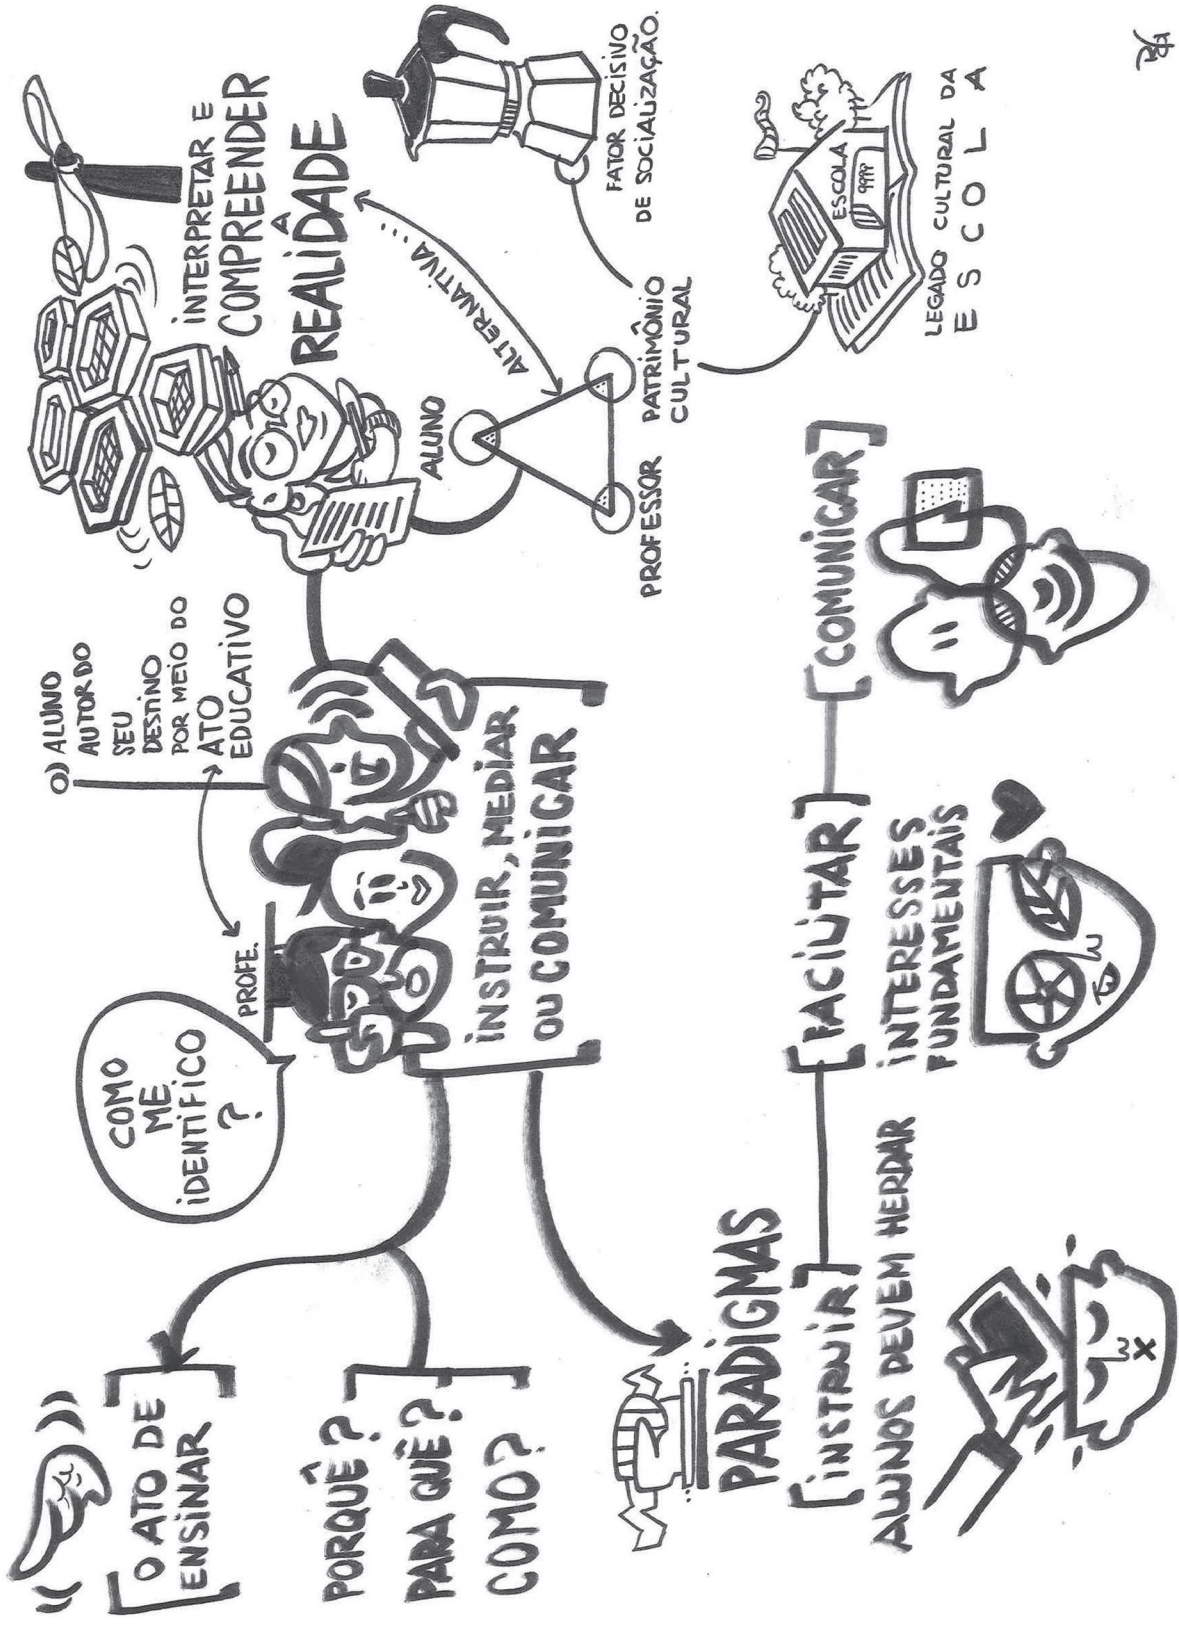 O ATO DE
ENSINAR
PORQUÊ?
PARA QUÊ?
COMO?
COMO
ME
iDENTiFiCO
?
PROFE.
O) ALUNO
AUTOR DO
SEU
DESTiNO
POR MEiO DO
ATO
EDUCATiVO
iNSTRUiR, MEDiAR
OU COMUNiCAR
iNTERPRETAR E
COMPREENDER
A
REALiDADE
ALTERNATiVA...
ALUNO
PROFESSOR
PATRiMÔNiO
CULTURAL
FATOR DECiSiVO
DE SOCiALiZAÇÃO.
ESCOLA
LEGADO CULTURAL DA
ESCOLA
PARADiGMAS
[iNSTRUiR]
ALUNOS DEVEM HERDAR
[FACiLiTAR]
iNTERESSES
FUNDAMENTAiS
[COMUNiCAR]